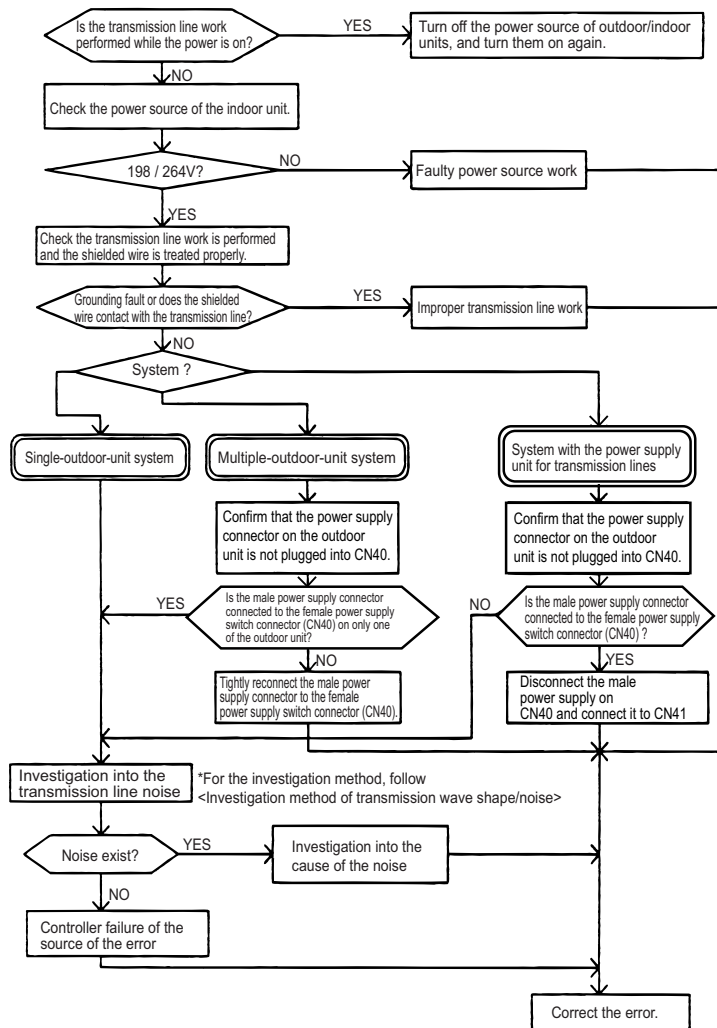 Is the transmission line work
performed while the power is on?
YES
Turn off the power source of outdoor/indoor
units, and turn them on again.
NO
Check the power source of the indoor unit.
198 / 264V?
NO
Faulty power source work
YES
Check the transmission line work is performed
and the shielded wire is treated properly.
Grounding fault or does the shielded
wire contact with the transmission line?
YES
Improper transmission line work
NO
System ?
Single-outdoor-unit system
Multiple-outdoor-unit system
System with the power supply
unit for transmission lines
Confirm that the power supply
connector on the outdoor
unit is not plugged into CN40.
Confirm that the power supply
connector on the outdoor
unit is not plugged into CN40.
YES
Is the male power supply connector
connected to the female power supply
switch connector (CN40) on only one
of the outdoor unit?
NO
Is the male power supply connector
connected to the female power supply
switch connector (CN40) ?
NO
YES
Tightly reconnect the male power
supply connector to the female
power supply switch connector (CN40).
Disconnect the male
power supply on
CN40 and connect it to CN41
Investigation into the
transmission line noise
*For the investigation method, follow
<Investigation method of transmission wave shape/noise>
Noise exist?
YES
Investigation into the
cause of the noise
NO
Controller failure of the
source of the error
Correct the error.